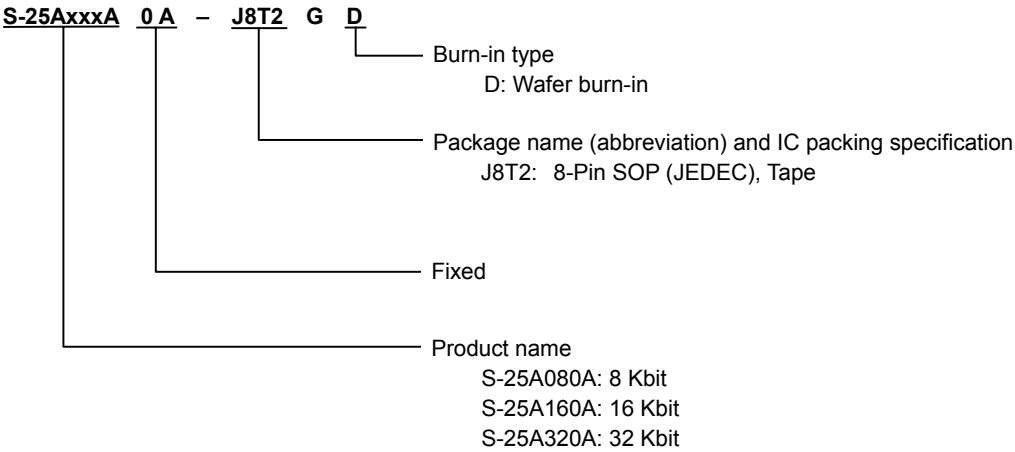 S-25AxxxA 0 A – J8T2 G D
Burn-in type
D: Wafer burn-in
Package name (abbreviation) and IC packing specification
J8T2: 8-Pin SOP (JEDEC), Tape
Fixed
Product name
S-25A080A: 8 Kbit
S-25A160A: 16 Kbit
S-25A320A: 32 Kbit